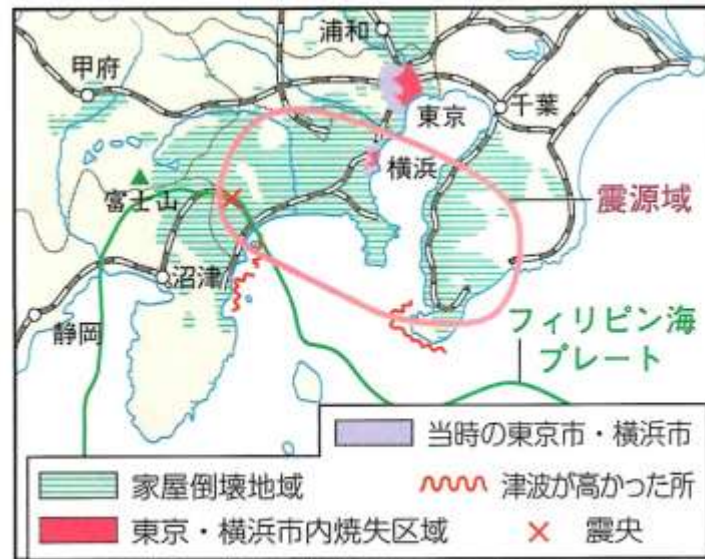 浦和
甲府
東京
千葉
横浜
震源域
富士山
沼津
静岡
フィリピン海
プレート
当時の東京市・横浜市
家屋倒壊地域
津波が高かった所
東京・横浜市内焼失区域
震央